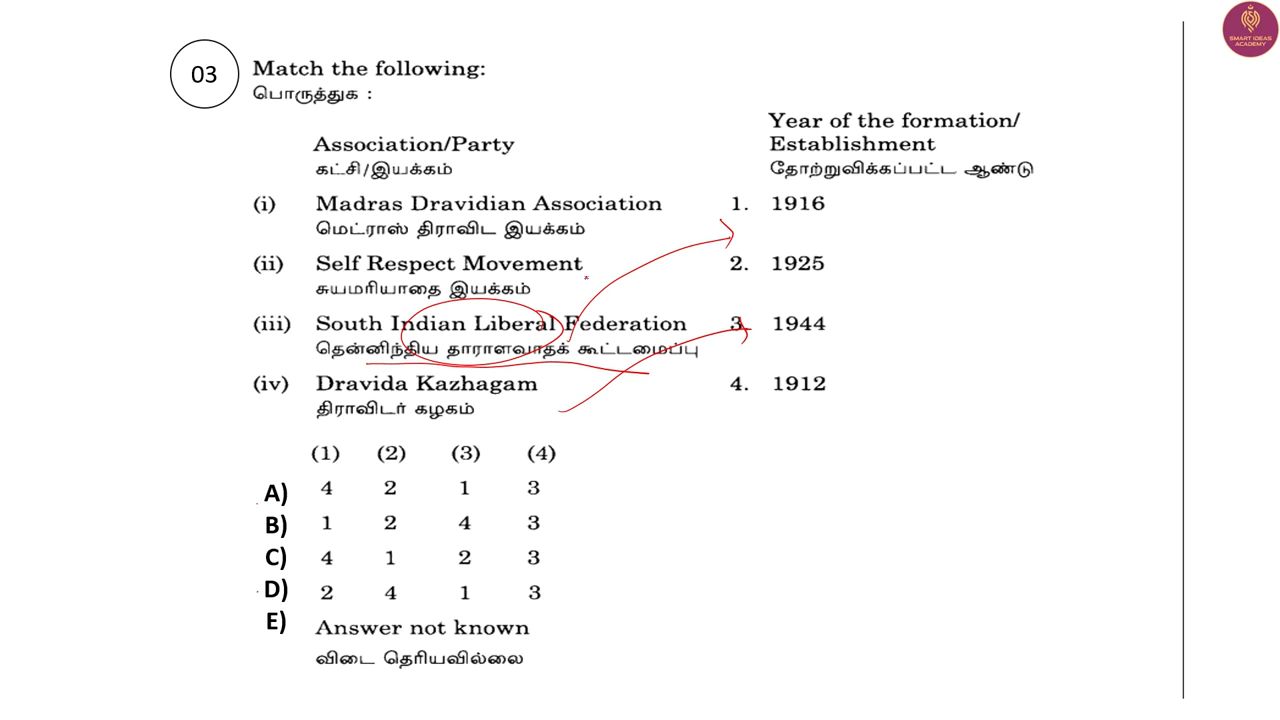 SMART IDEAS
ACADEMY
03
Match the following:
பொருத்துக :
Association/Party
கட்சி/இயக்கம்
Year of the formation/
Establishment
தோற்றுவிக்கப்பட்ட ஆண்டு
(i) Madras Dravidian Association 1. 1916
மெட்ராஸ் திராவிட இயக்கம்
(ii) Self Respect Movement 2. 1925
சுயமரியாதை இயக்கம்
(iii) South Indian Liberal Federation 3. 1944
தென்னிந்திய தாராளவாதக் கூட்டமைப்பு
(iv) Dravida Kazhagam 4. 1912
திராவிடர் கழகம்
(1) (2) (3) (4)
A) 4 2 1 3
B) 1 2 4 3
C) 4 1 2 3
D) 2 4 1 3
E) Answer not known
விடை தெரியவில்லை